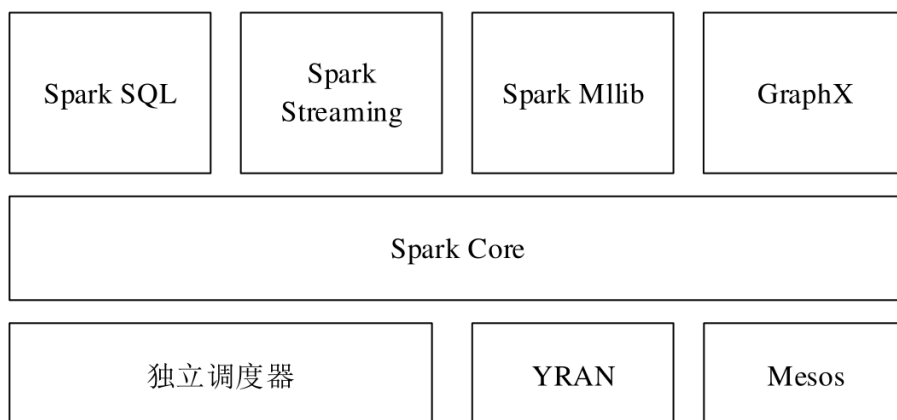 Spark SQL
Spark
Streaming
Spark Mllib
GraphX
Spark Core
独立调度器
YRAN
Mesos